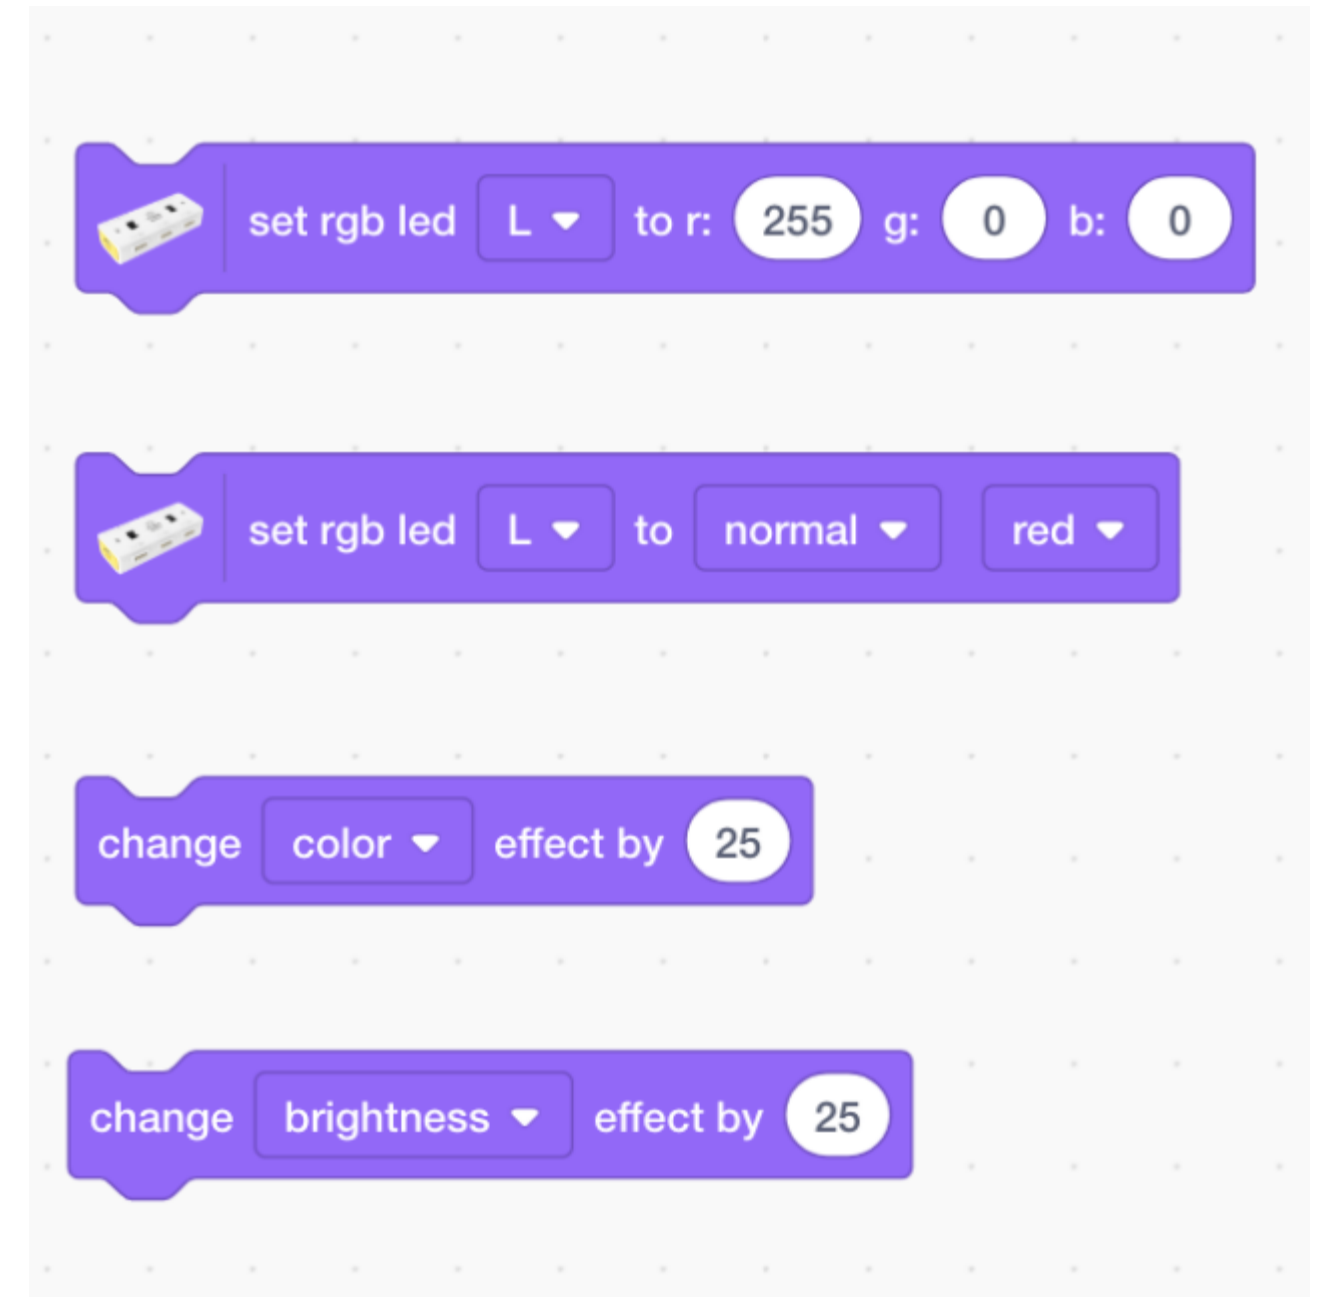 set rgb led L to r: 255 g: 0 b: 0
set rgb led L to normal red
change color effect by 25
change brightness effect by 25